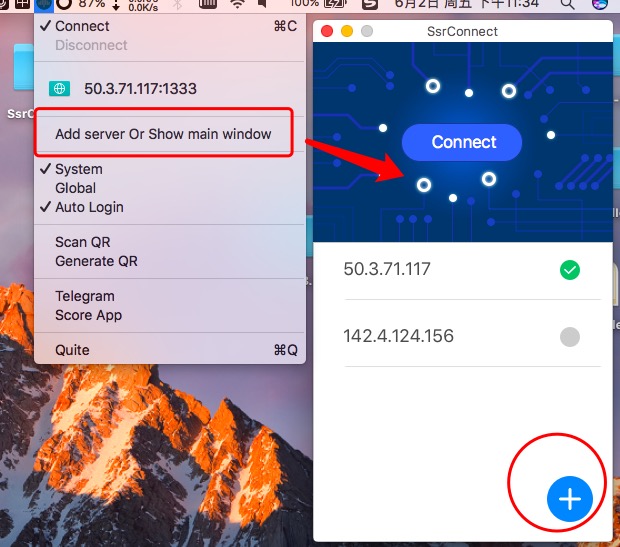 87%
0.0K/s
100%
6月2日 周五 下午11:34
Connect ⌘C
Disconnect
50.3.71.117:1333
Add server Or Show main window
System
Global
Auto Login
Scan QR
Generate QR
Telegram
Score App
Quite ⌘Q
SsrConnect
Connect
50.3.71.117
142.4.124.156